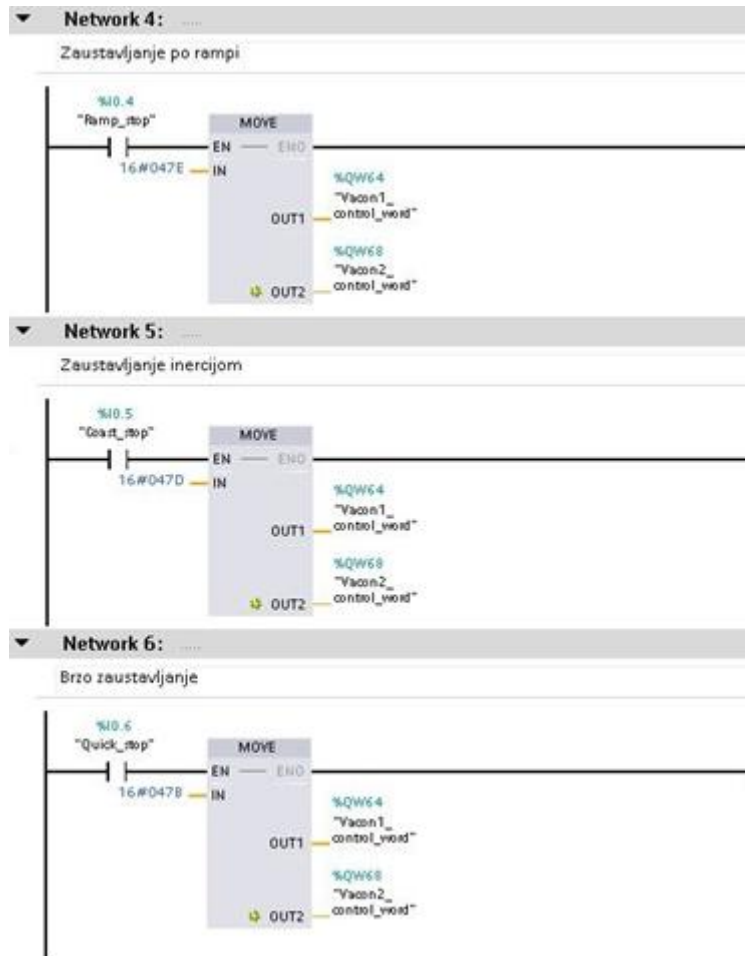 Network 4: .....
Zaustavljanje po rampi
%I0.4
"Ramp_stop"
MOVE
EN ENO
16#047E IN
%QW64
"Vacon1_
OUT1 control_word"
%QW68
"Vacon2_
OUT2 control_word"
Network 5: .....
Zaustavljanje inercijom
%I0.5
"Coast_stop"
MOVE
EN ENO
16#047D IN
%QW64
"Vacon1_
OUT1 control_word"
%QW68
"Vacon2_
OUT2 control_word"
Network 6: .....
Brzo zaustavljanje
%I0.6
"Quick_stop"
MOVE
EN ENO
16#047B IN
%QW64
"Vacon1_
OUT1 control_word"
%QW68
"Vacon2_
OUT2 control_word"